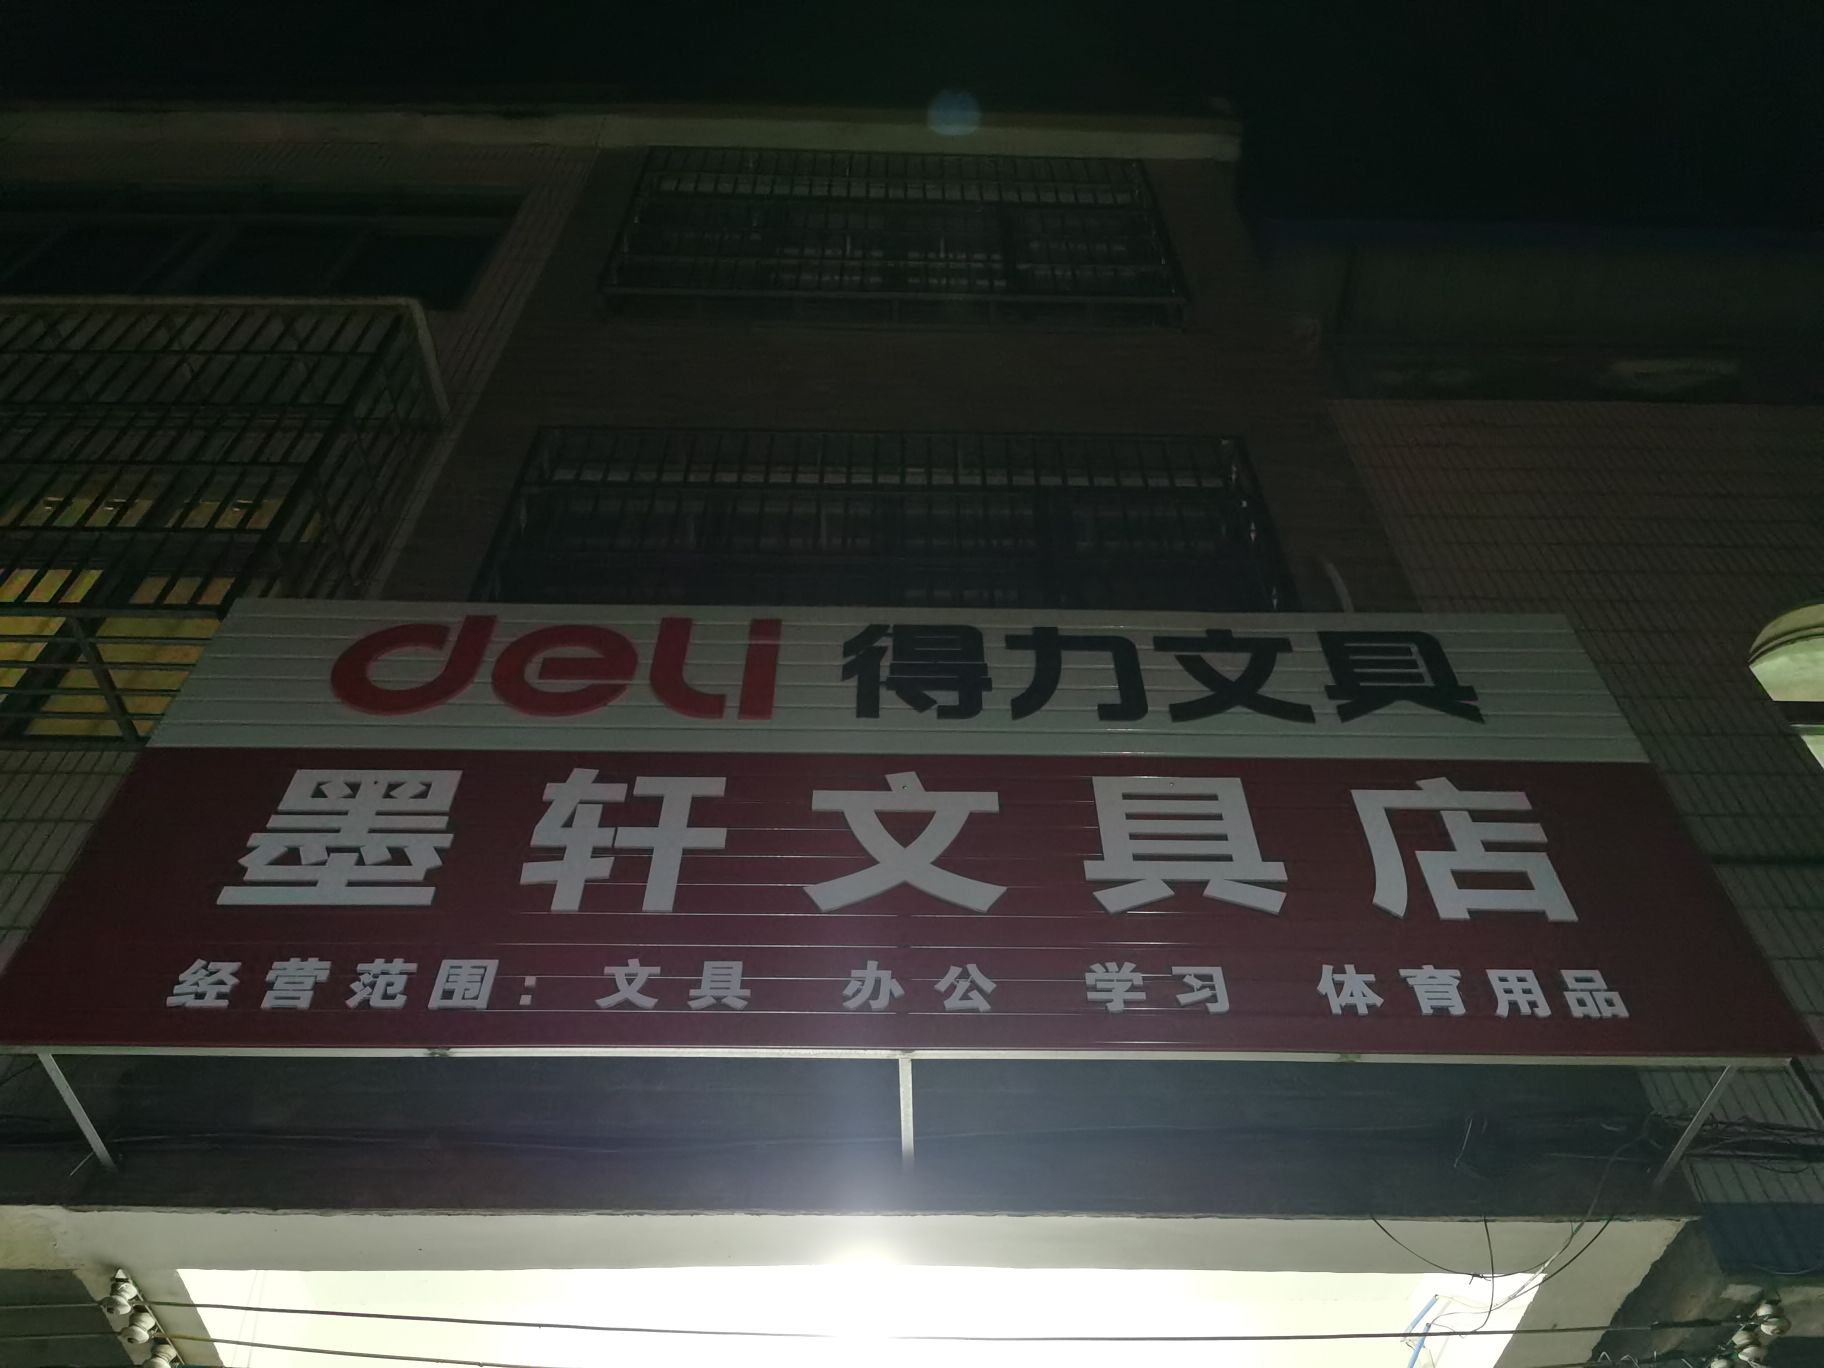 deli 得力文具
墨轩文具店
经营范围：文具 办公 学习 体育用品